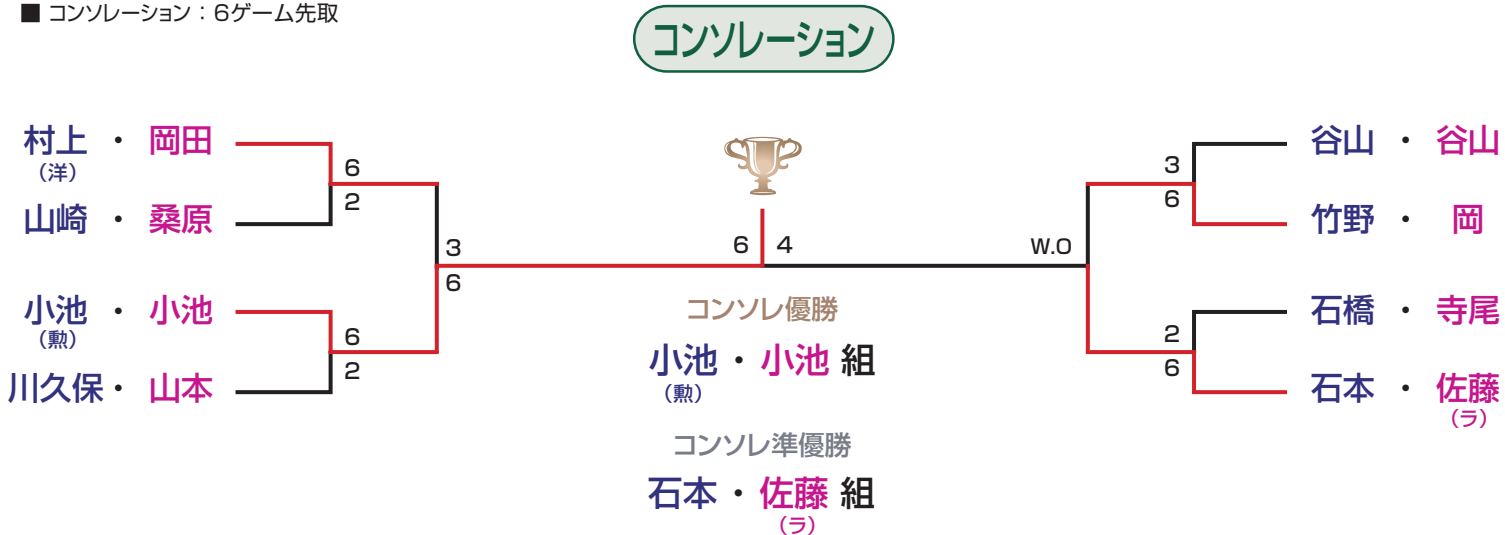 ■ コンソレーション：6ゲーム先取
コンソレーション
村上 ・ 岡田
（洋）
6
2
山崎 ・ 桑原
3
6
小池 ・ 小池
（勲）
6
2
川久保・ 山本
6 4
コンソレ優勝
小池 ・ 小池 組
（勲）
コンソレ準優勝
石本 ・ 佐藤 組
（ラ）
W.O
谷山 ・ 谷山
3
6
竹野 ・ 岡
石橋 ・ 寺尾
2
6
石本 ・ 佐藤
（ラ）